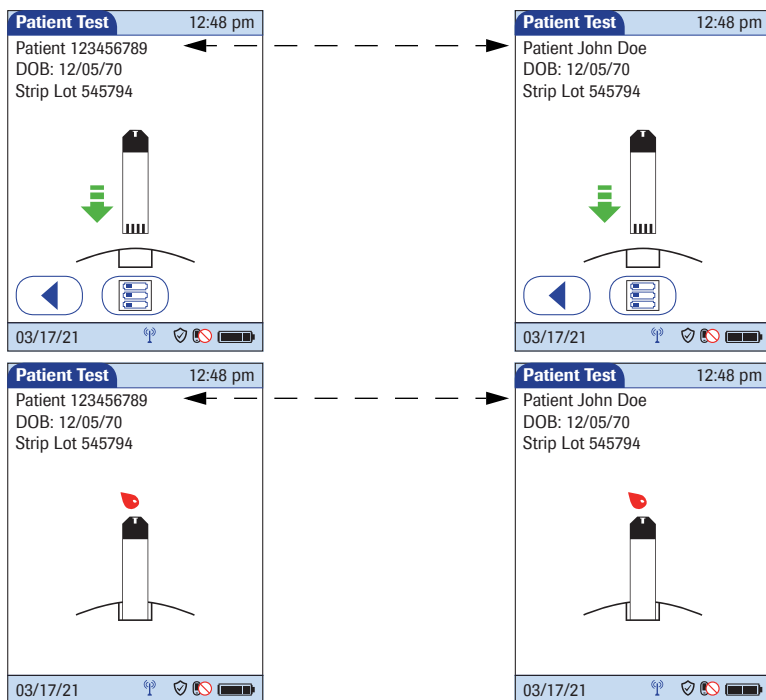 Patient Test 12:48 pm
Patient 123456789
DOB: 12/05/70
Strip Lot 545794
03/17/21
Patient Test 12:48 pm
Patient John Doe
DOB: 12/05/70
Strip Lot 545794
03/17/21
Patient Test 12:48 pm
Patient 123456789
DOB: 12/05/70
Strip Lot 545794
03/17/21
Patient Test 12:48 pm
Patient John Doe
DOB: 12/05/70
Strip Lot 545794
03/17/21